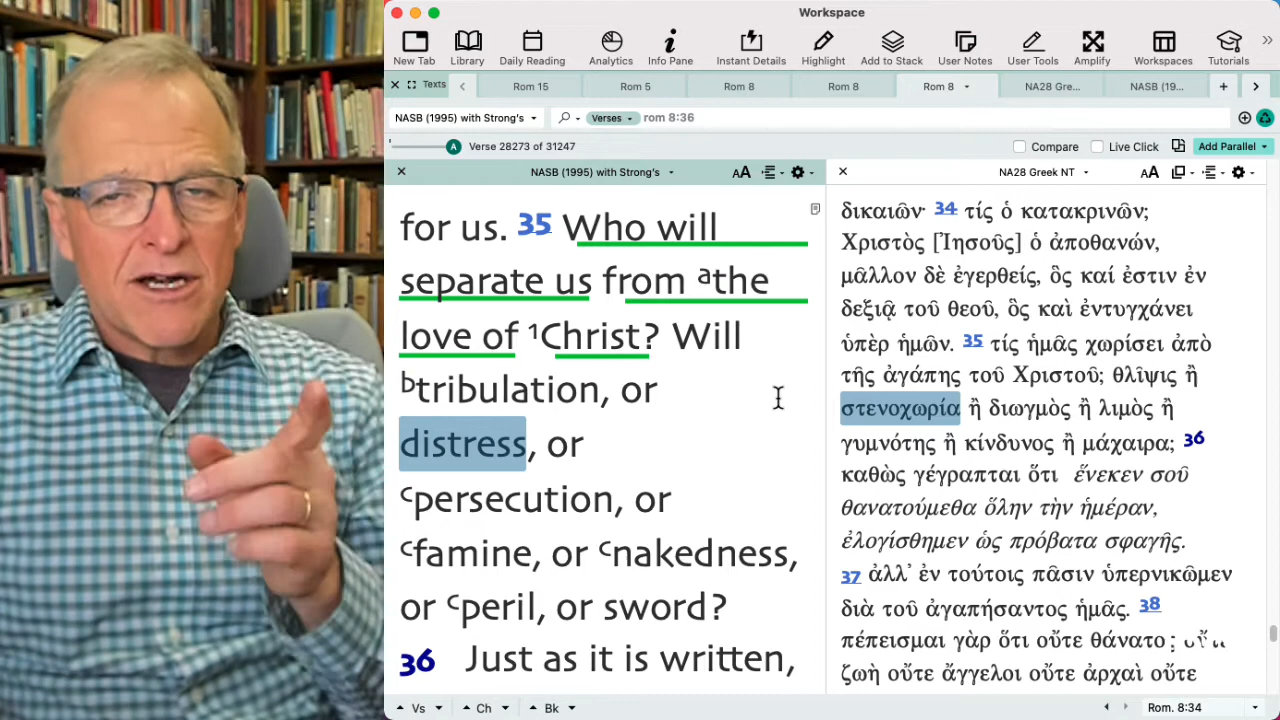 Workspace
New Tab Library Daily Reading Analytics Info Pane Instant Details Highlight Add to Stack User Notes User Tools Amplify Workspaces Tutorials
Texts Rom 15 Rom 5 Rom 8 Rom 8 Rom 8 NA28 Gre... NASB (19...
NASB (1995) with Strong's Verses rom 8:36
Verse 28273 of 31247 Compare Live Click Add Parallel
NASB (1995) with Strong's
for us. 35 Who will
separate us from ᵃthe
love of ¹Christ? Will
ᵇtribulation, or
distress, or
ᶜpersecution, or
ᶜfamine, or ᶜnakedness,
or ᶜperil, or sword?
36 Just as it is written,
NA28 Greek NT
δικαιῶν· 34 τίς ὁ κατακρινῶν;
Χριστὸς [Ἰησοῦς] ὁ ἀποθανών,
μᾶλλον δὲ ἐγερθείς, ὃς καί ἐστιν ἐν
δεξιᾷ τοῦ θεοῦ, ὃς καὶ ἐντυγχάνει
ὑπὲρ ἡμῶν. 35 τίς ἡμᾶς χωρίσει ἀπὸ
τῆς ἀγάπης τοῦ Χριστοῦ; θλῖψις ἢ
στενοχωρία ἢ διωγμὸς ἢ λιμὸς ἢ
γυμνότης ἢ κίνδυνος ἢ μάχαιρα; 36
καθὼς γέγραπται ὅτι ἕνεκεν σοῦ
θανατούμεθα ὅλην τὴν ἡμέραν,
ἐλογίσθημεν ὡς πρόβατα σφαγῆς.
37 ἀλλ᾽ ἐν τούτοις πᾶσιν ὑπερνικῶμεν
διὰ τοῦ ἀγαπήσαντος ἡμᾶς. 38
πέπεισμαι γὰρ ὅτι οὔτε
ζωὴ οὔτε ἄγγελοι οὔτε ἀρχαὶ οὔτε
Vs Ch Bk Rom. 8:34